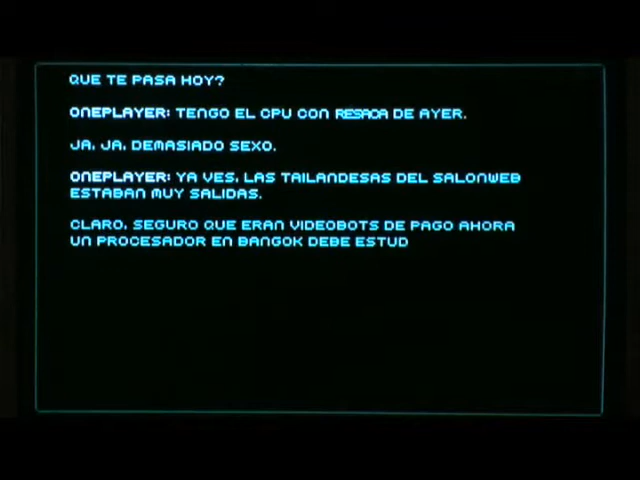 QUE TE PASA HOY?
ONEPLAYER: TENGO EL CPU CON RESACA DE AYER.
JA, JA, DEMASIADO SEXO.
ONEPLAYER: YA VES, LAS TAILANDESAS DEL SALONWEB
ESTABAN MUY SALIDAS.
CLARO, SEGURO QUE ERAN VIDEOBOTS DE PAGO AHORA
UN PROCESADOR EN BANGOK DEBE ESTUD